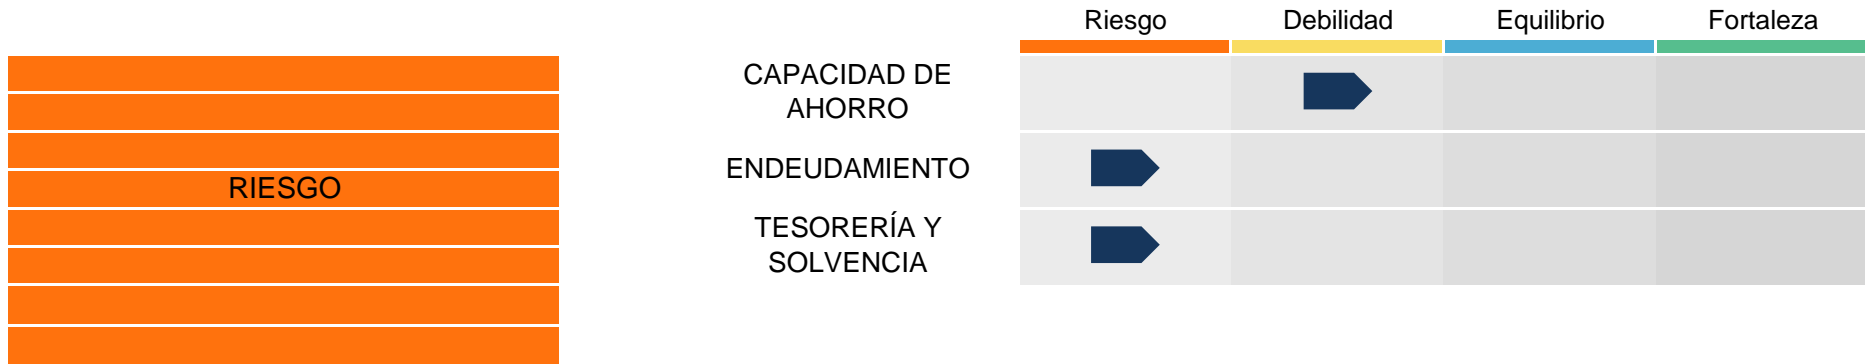 Riesgo Debilidad Equilibrio Fortaleza
CAPACIDAD DE
AHORRO
ENDEUDAMIENTO
RIESGO
TESORERÍA Y
SOLVENCIA